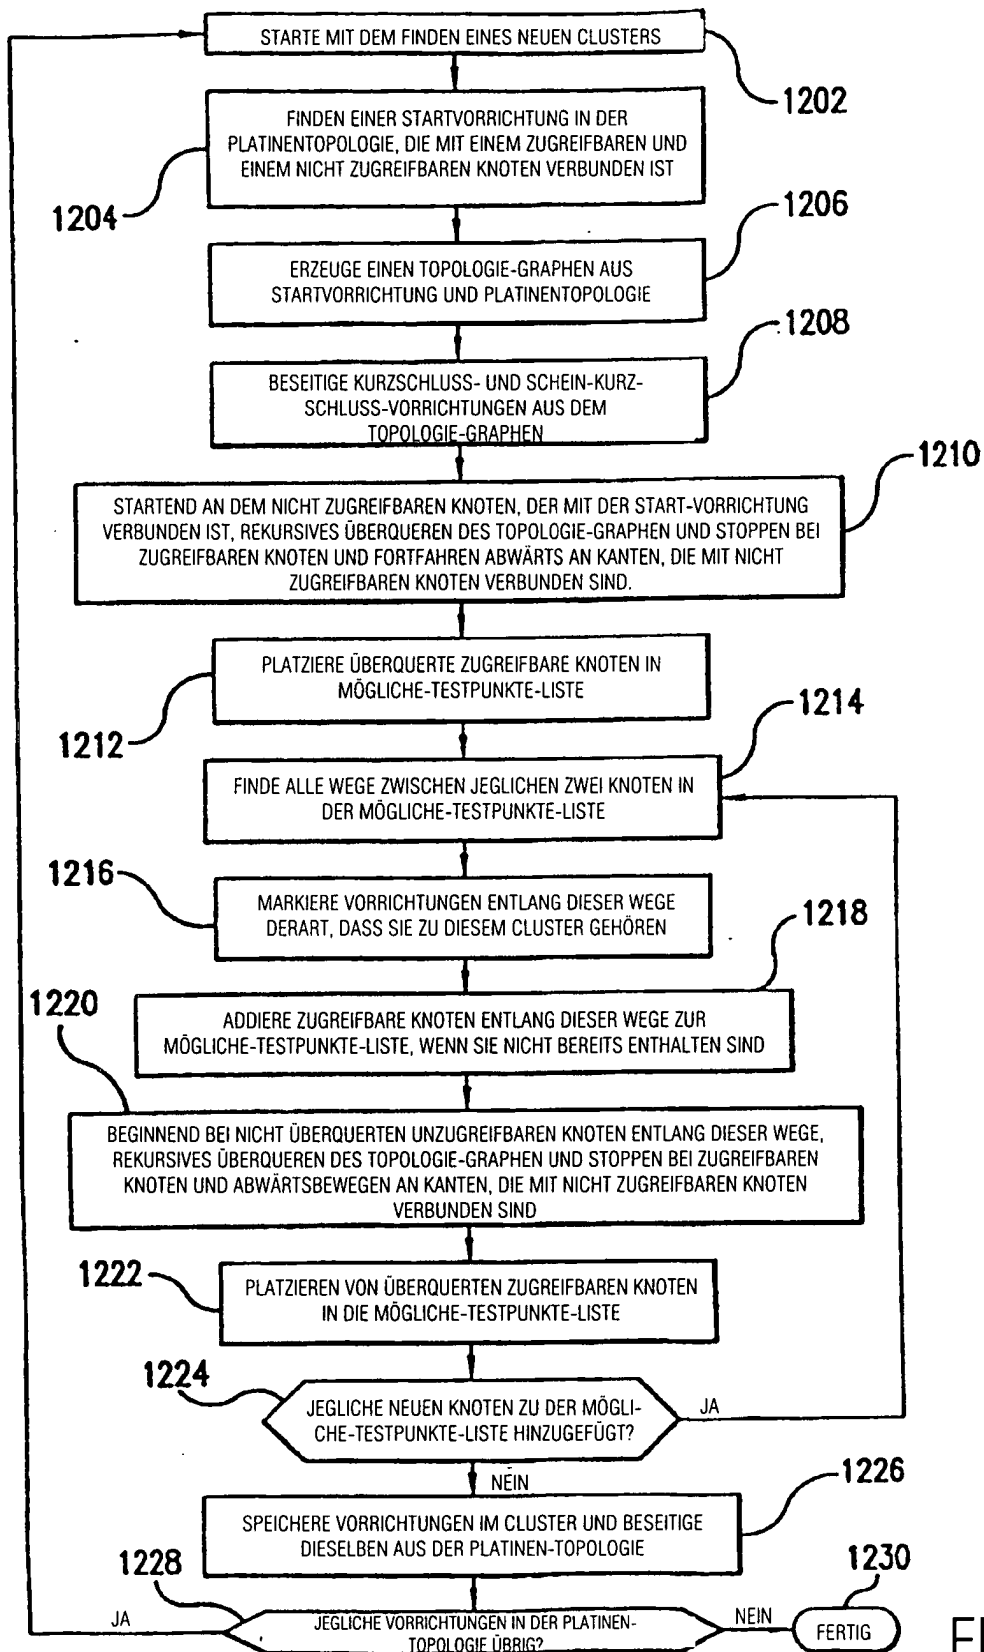 STARTE MIT DEM FINDEN EINES NEUEN CLUSTERS
1202
FINDEN EINER STARTVORRICHTUNG IN DER
PLATINENTOPOLOGIE, DIE MIT EINEM ZUGREIFBAREN UND
EINEM NICHT ZUGREIFBAREN KNOTEN VERBUNDEN IST
1204
1206
ERZEUGE EINEN TOPOLOGIE-GRAPHEN AUS
STARTVORRICHTUNG UND PLATINENTOPOLOGIE
1208
BESEITIGE KURZSCHLUSS- UND SCHEIN-KURZ-
SCHLUSS-VORRICHTUNGEN AUS DEM
TOPOLOGIE-GRAPHEN
1210
STARTEND AN DEM NICHT ZUGREIFBAREN KNOTEN, DER MIT DER START-VORRICHTUNG
VERBUNDEN IST, REKURSIVES ÜBERQUEREN DES TOPOLOGIE-GRAPHEN UND STOPPEN BEI
ZUGREIFBAREN KNOTEN UND FORTFAHREN ABWÄRTS AN KANTEN, DIE MIT NICHT
ZUGREIFBAREN KNOTEN VERBUNDEN SIND.
PLATZIERE ÜBERQUERTE ZUGREIFBARE KNOTEN IN
MÖGLICHE-TESTPUNKTE-LISTE
1212
1214
FINDE ALLE WEGE ZWISCHEN JEGLICHEN ZWEI KNOTEN IN
DER MÖGLICHE-TESTPUNKTE-LISTE
1216
MARKIERE VORRICHTUNGEN ENTLANG DIESER WEGE
DERART, DASS SIE ZU DIESEM CLUSTER GEHÖREN
1218
ADDIERE ZUGREIFBARE KNOTEN ENTLANG DIESER WEGE ZUR
MÖGLICHE-TESTPUNKTE-LISTE, WENN SIE NICHT BEREITS ENTHALTEN SIND
1220
BEGINNEND BEI NICHT ÜBERQUERTEN UNZUGREIFBAREN KNOTEN ENTLANG DIESER WEGE,
REKURSIVES ÜBERQUEREN DES TOPOLOGIE-GRAPHEN UND STOPPEN BEI ZUGREIFBAREN
KNOTEN UND ABWÄRTSBEWEGEN AN KANTEN, DIE MIT NICHT ZUGREIFBAREN KNOTEN
VERBUNDEN SIND
1222
PLATZIEREN VON ÜBERQUERTEN ZUGREIFBAREN KNOTEN
IN DIE MÖGLICHE-TESTPUNKTE-LISTE
1224
JEGLICHE NEUEN KNOTEN ZU DER MÖGLI-
CHE-TESTPUNKTE-LISTE HINZUGEFÜGT?
JA
NEIN
1226
SPEICHERE VORRICHTUNGEN IM CLUSTER UND BESEITIGE
DIESELBEN AUS DER PLATINEN-TOPOLOGIE
1228
1230
JA
JEGLICHE VORRICHTUNGEN IN DER PLATINEN-
TOPOLOGIE ÜBRIG?
NEIN
FERTIG